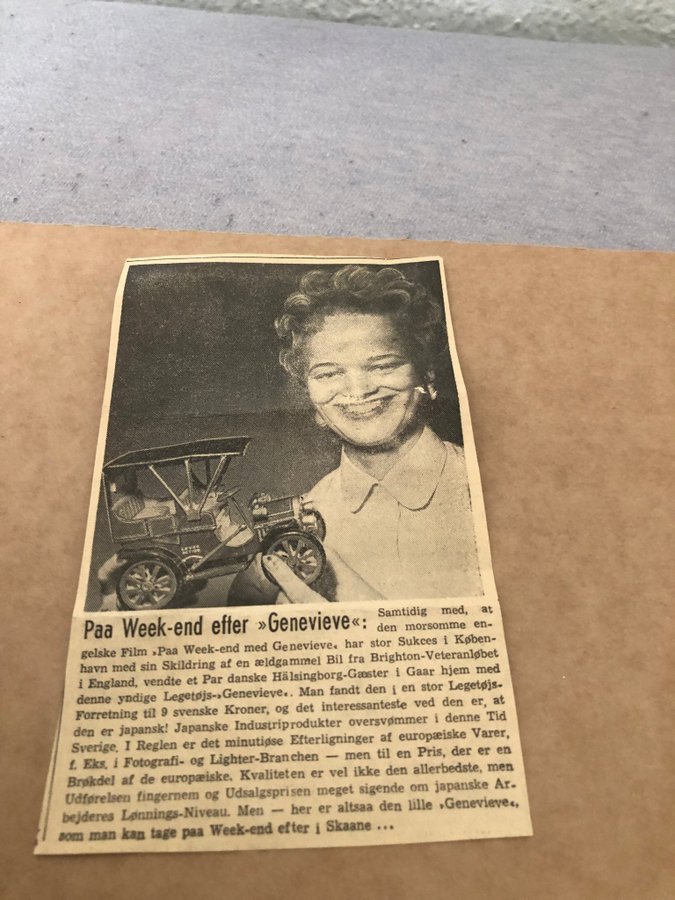 Paa Week-end efter »Genevieve«: Samtidig med, at
den morsomme en-
gelske Film »Paa Week-end med Genevieve« har stor Sukces i Køben-
havn med sin Skildring af en ældgammel Bil fra Brighton-Veteranløbet
i England, vendte et Par danske Hälsingborg-Gæster i Gaar hjem med
denne yndige Legetøjs-»Genevieve«. Man fandt den i en stor Legetøjs-
Forretning til 9 svenske Kroner, og det interessanteste ved den er, at
den er japansk! Japanske Industriprodukter oversvømmer i denne Tid
Sverige. I Reglen er det minutiøse Efterligninger af europæiske Varer,
f. Eks. i Fotografi- og Lighter-Branchen — men til en Pris, der er en
Brøkdel af de europæiske. Kvaliteten er vel ikke den allerbedste, men
Udførelsen fingernem og Udsalgsprisen meget sigende om japanske Ar-
bejderes Lønnings-Niveau. Men — her er altsaa den lille »Genevieve«,
som man kan tage paa Week-end efter i Skaane ...